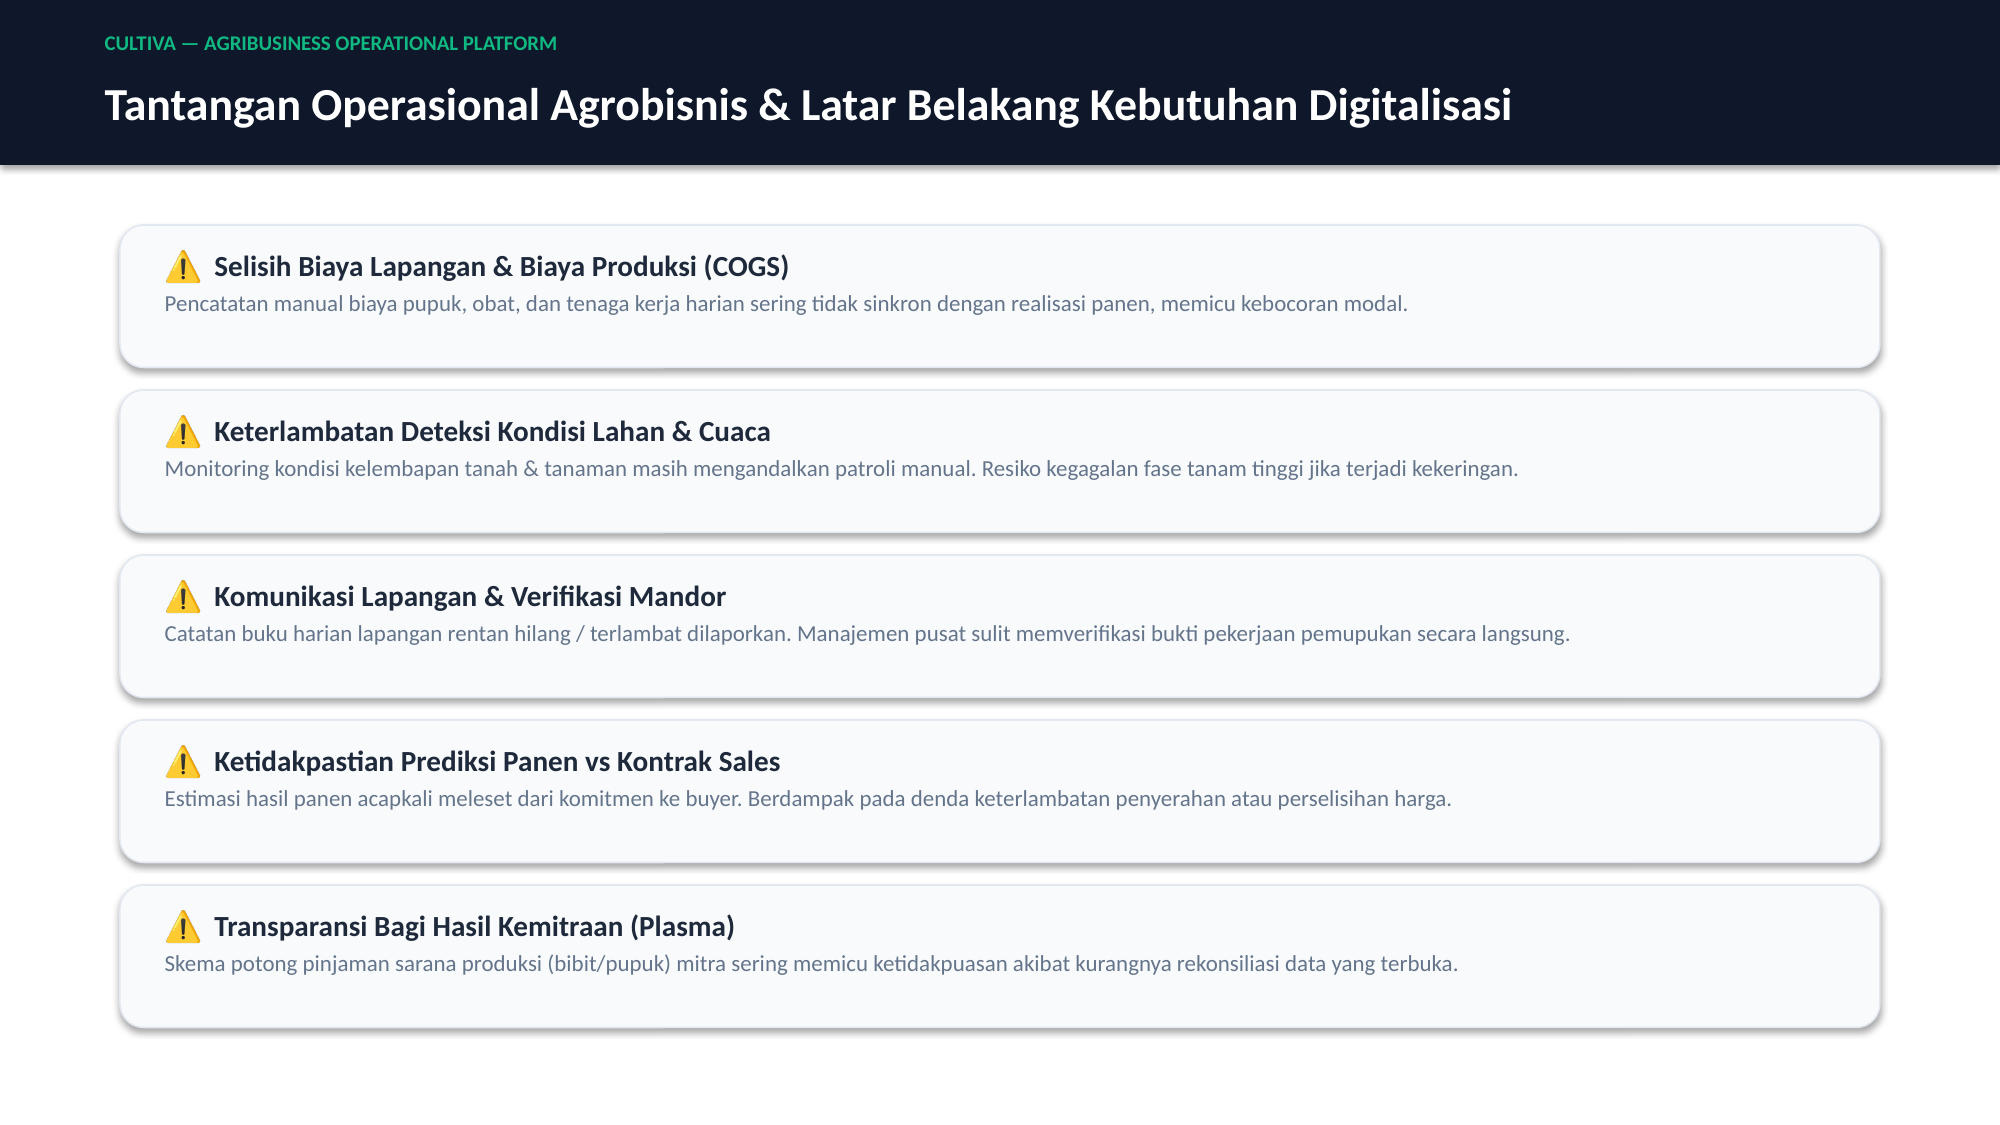 CULTIVA — AGRIBUSINESS OPERATIONAL PLATFORM
Tantangan Operasional Agrobisnis & Latar Belakang Kebutuhan Digitalisasi
⚠️ Selisih Biaya Lapangan & Biaya Produksi (COGS)
Pencatatan manual biaya pupuk, obat, dan tenaga kerja harian sering tidak sinkron dengan realisasi panen, memicu kebocoran modal.
⚠️ Keterlambatan Deteksi Kondisi Lahan & Cuaca
Monitoring kondisi kelembapan tanah & tanaman masih mengandalkan patroli manual. Resiko kegagalan fase tanam tinggi jika terjadi kekeringan.
⚠️ Komunikasi Lapangan & Verifikasi Mandor
Catatan buku harian lapangan rentan hilang / terlambat dilaporkan. Manajemen pusat sulit memverifikasi bukti pekerjaan pemupukan secara langsung.
⚠️ Ketidakpastian Prediksi Panen vs Kontrak Sales
Estimasi hasil panen acapkali meleset dari komitmen ke buyer. Berdampak pada denda keterlambatan penyerahan atau perselisihan harga.
⚠️ Transparansi Bagi Hasil Kemitraan (Plasma)
Skema potong pinjaman sarana produksi (bibit/pupuk) mitra sering memicu ketidakpuasan akibat kurangnya rekonsiliasi data yang terbuka.